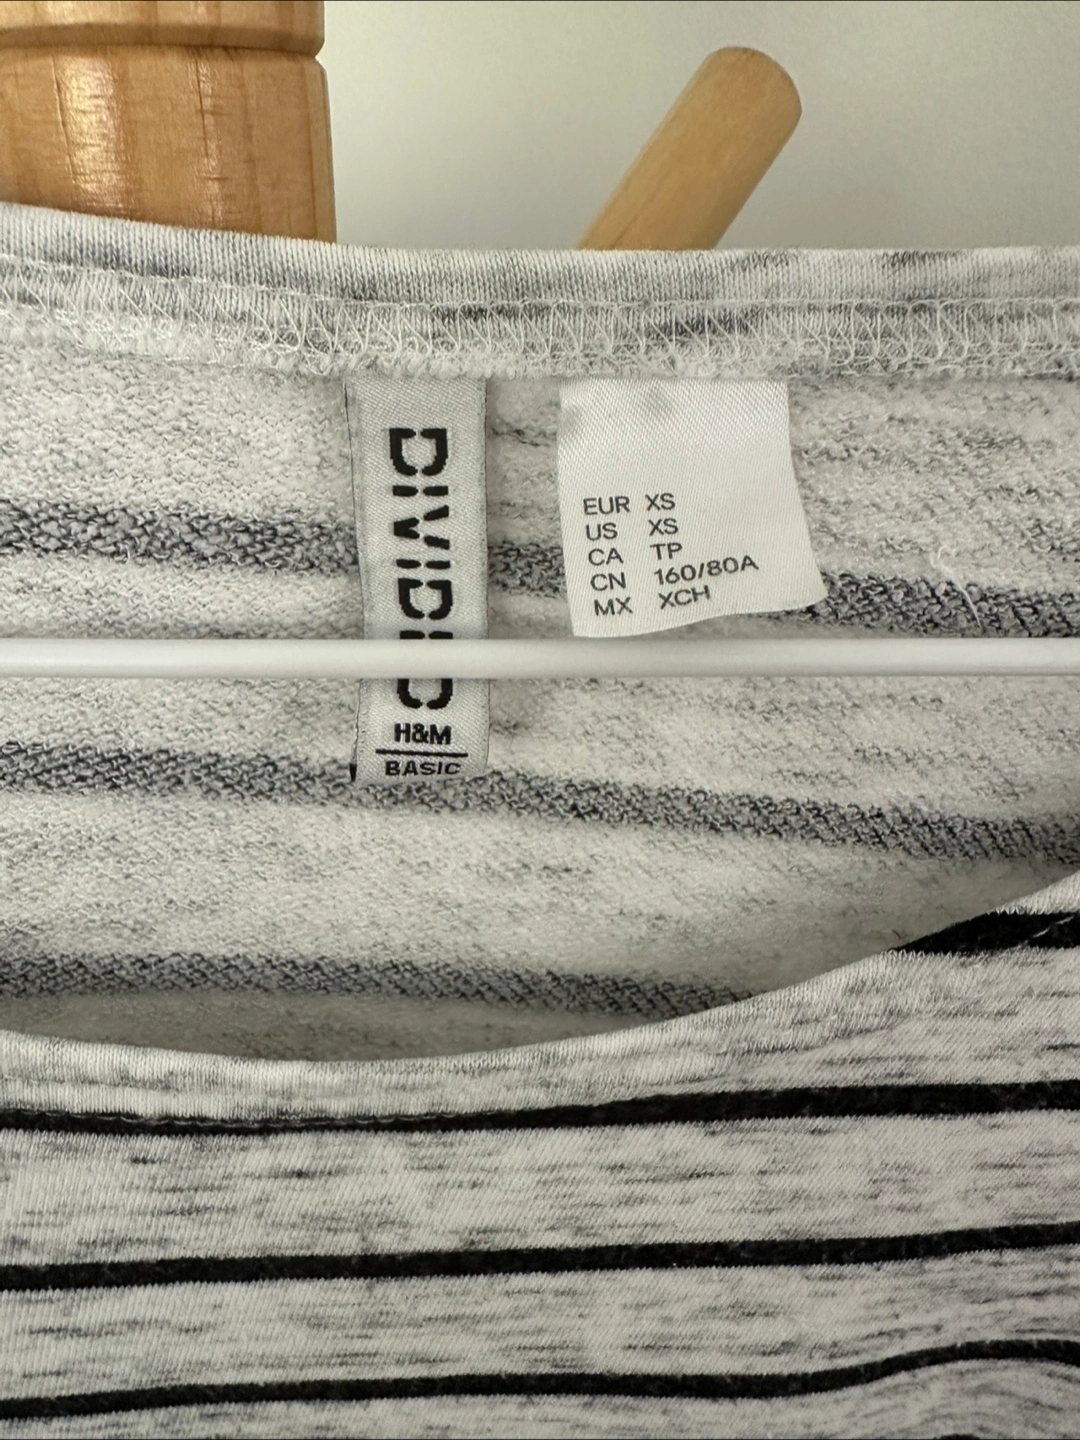 DIVIDED
H&M
BASIC
EUR XS
US XS
CA TP
CN 160/80A
MX XCH